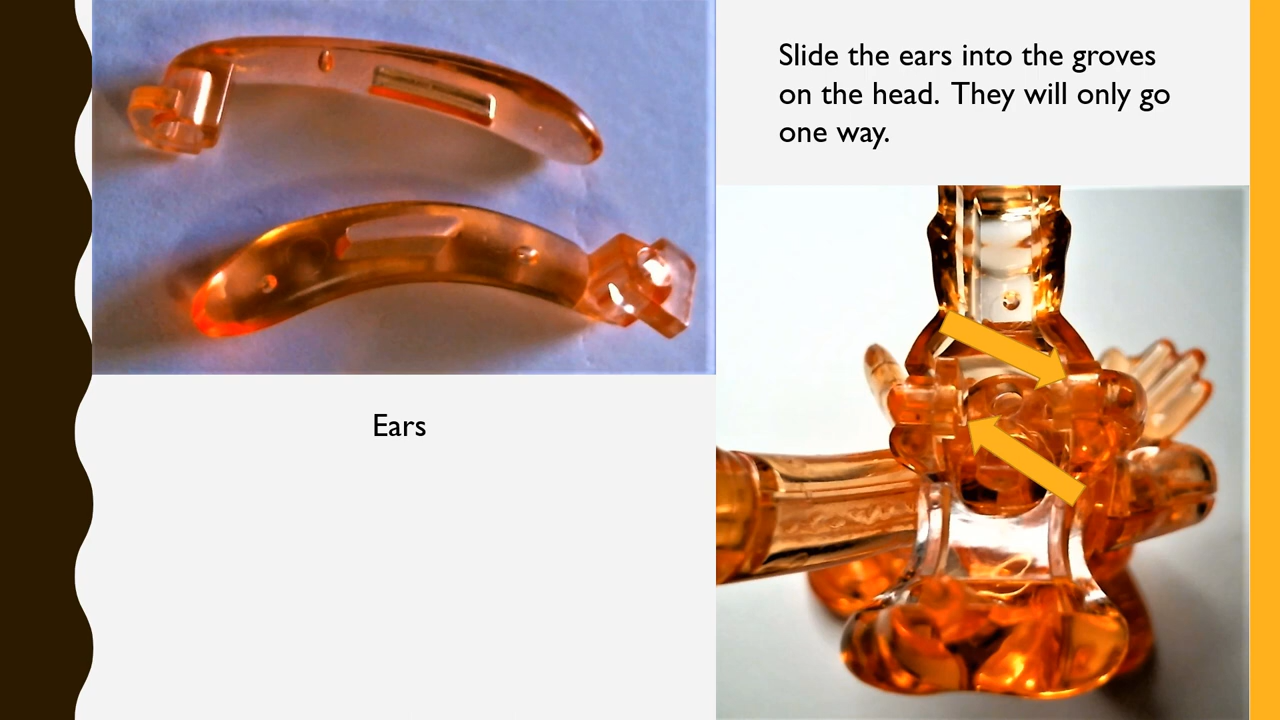 Slide the ears into the groves
on the head. They will only go
one way.
Ears